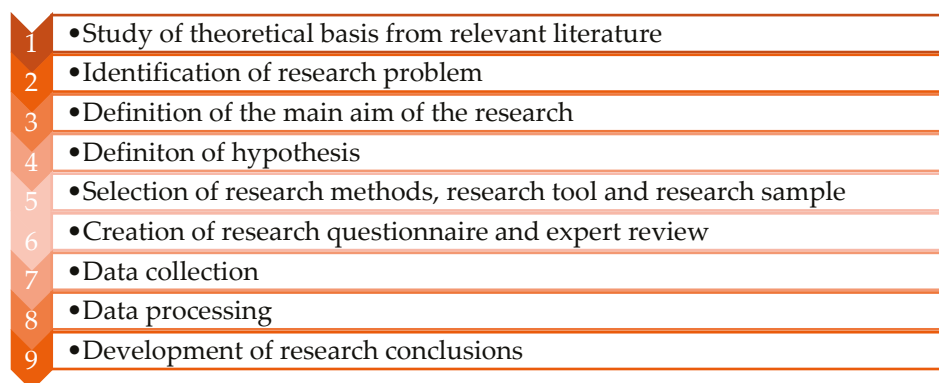 1 •Study of theoretical basis from relevant literature
2 •Identification of research problem
3 •Definition of the main aim of the research
4 •Definiton of hypothesis
5 •Selection of research methods, research tool and research sample
6 •Creation of research questionnaire and expert review
7 •Data collection
8 •Data processing
9 •Development of research conclusions